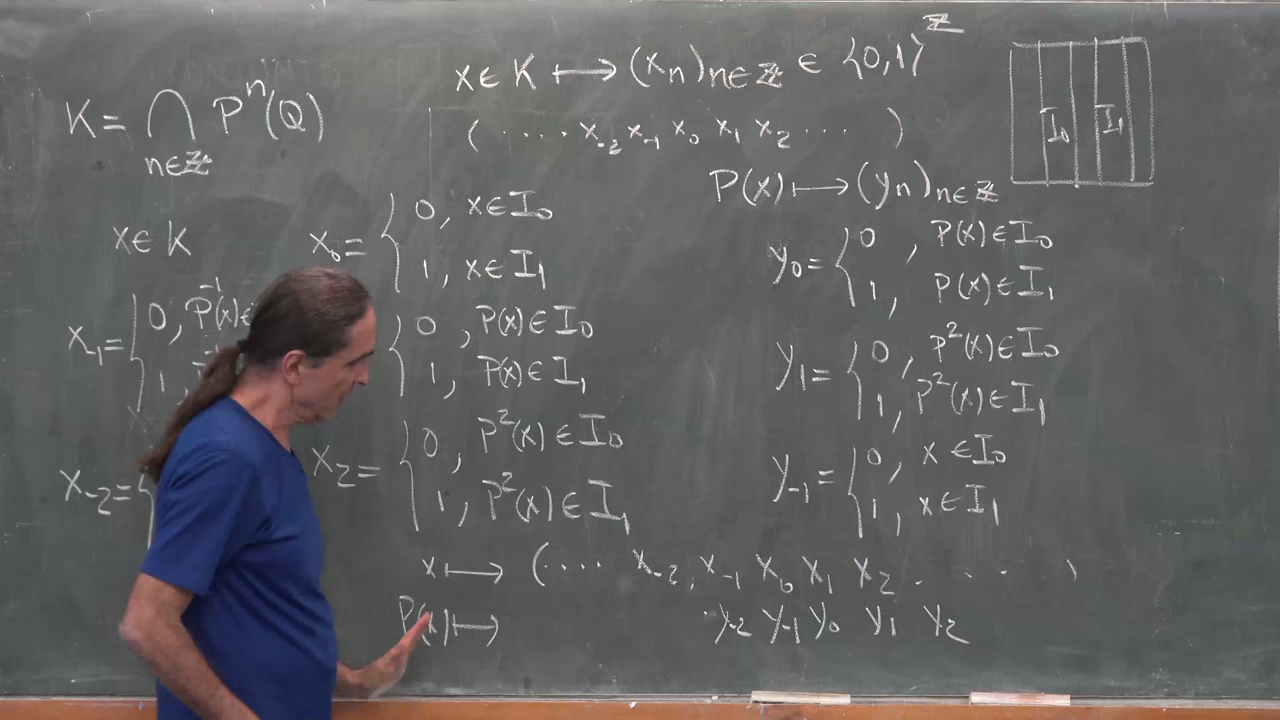 x ∈ K ⟼ (x_n)_{n∈ℤ} ∈ {0,1}^ℤ
K = ⋂_{n∈ℤ} P^n(Q)
( ..... x_{-2} x_{-1} x_0 x_1 x_2 ... )
I_0 I_1
P(x) ⟼ (y_n)_{n∈ℤ}
x ∈ K
x_0 = { 0, x ∈ I_0
1, x ∈ I_1
y_0 = { 0, P(x) ∈ I_0
1, P(x) ∈ I_1
x_{-1} = { 0, P^{-1}(x) ∈
1,
{ 0, P(x) ∈ I_0
1, P(x) ∈ I_1
y_1 = { 0, P^2(x) ∈ I_0
1, P^2(x) ∈ I_1
x_{-2} = {
x_2 = { 0, P^2(x) ∈ I_0
1, P^2(x) ∈ I_1
y_{-1} = { 0, x ∈ I_0
1, x ∈ I_1
x ⟼ (.... x_{-2}, x_{-1} x_0 x_1 x_2 . . . . )
P(x) ⟼ y_{-2} y_{-1} y_0 y_1 y_2